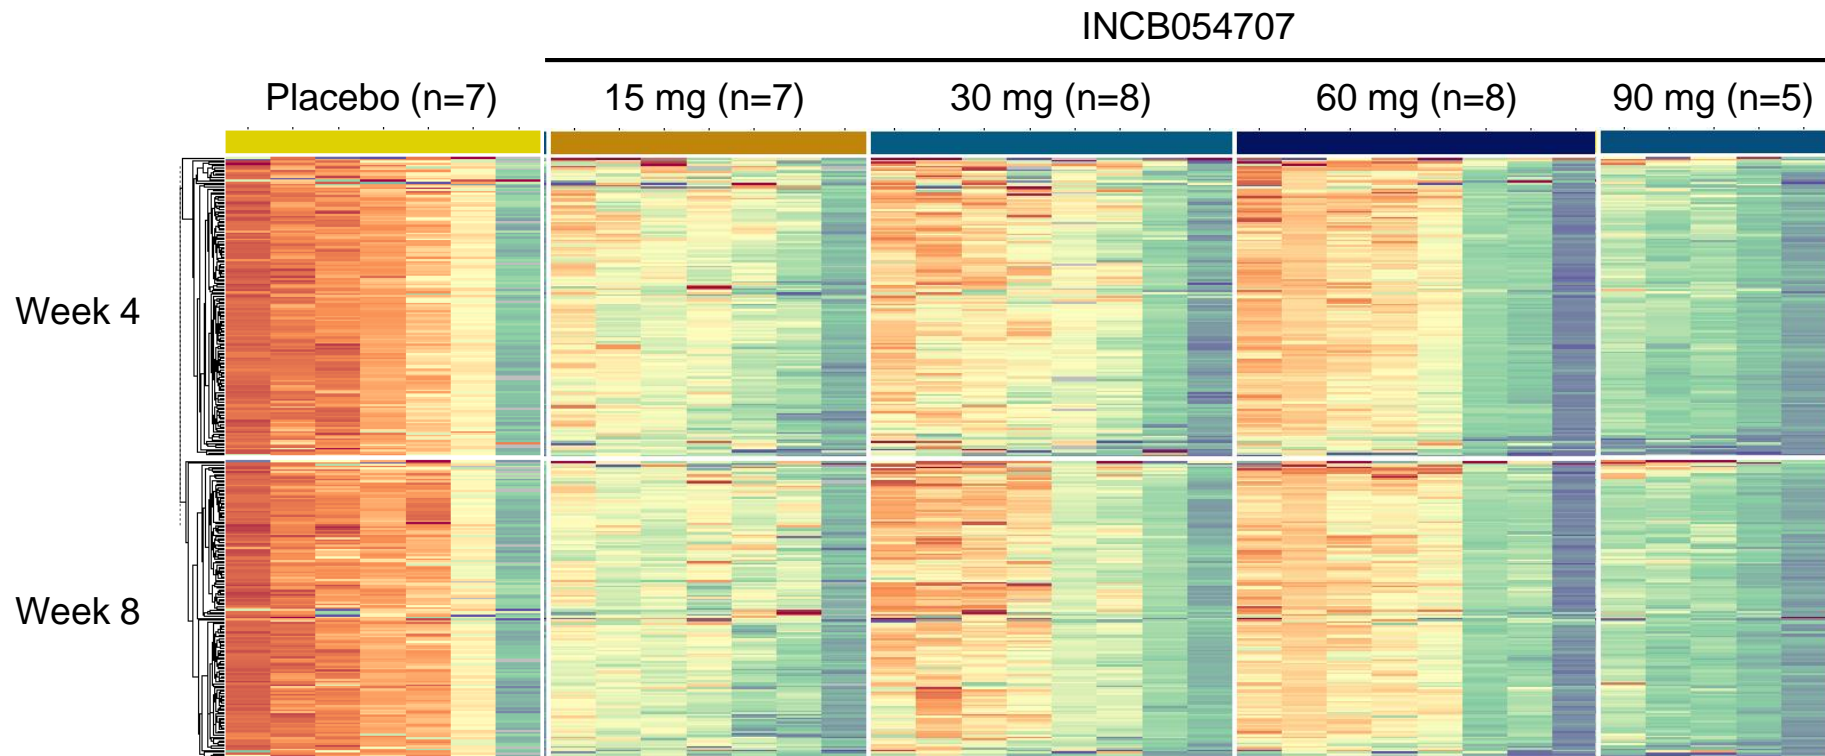 INCB054707
Placebo (n=7) 15 mg (n=7) 30 mg (n=8) 60 mg (n=8) 90 mg (n=5)
Week 4
Week 8